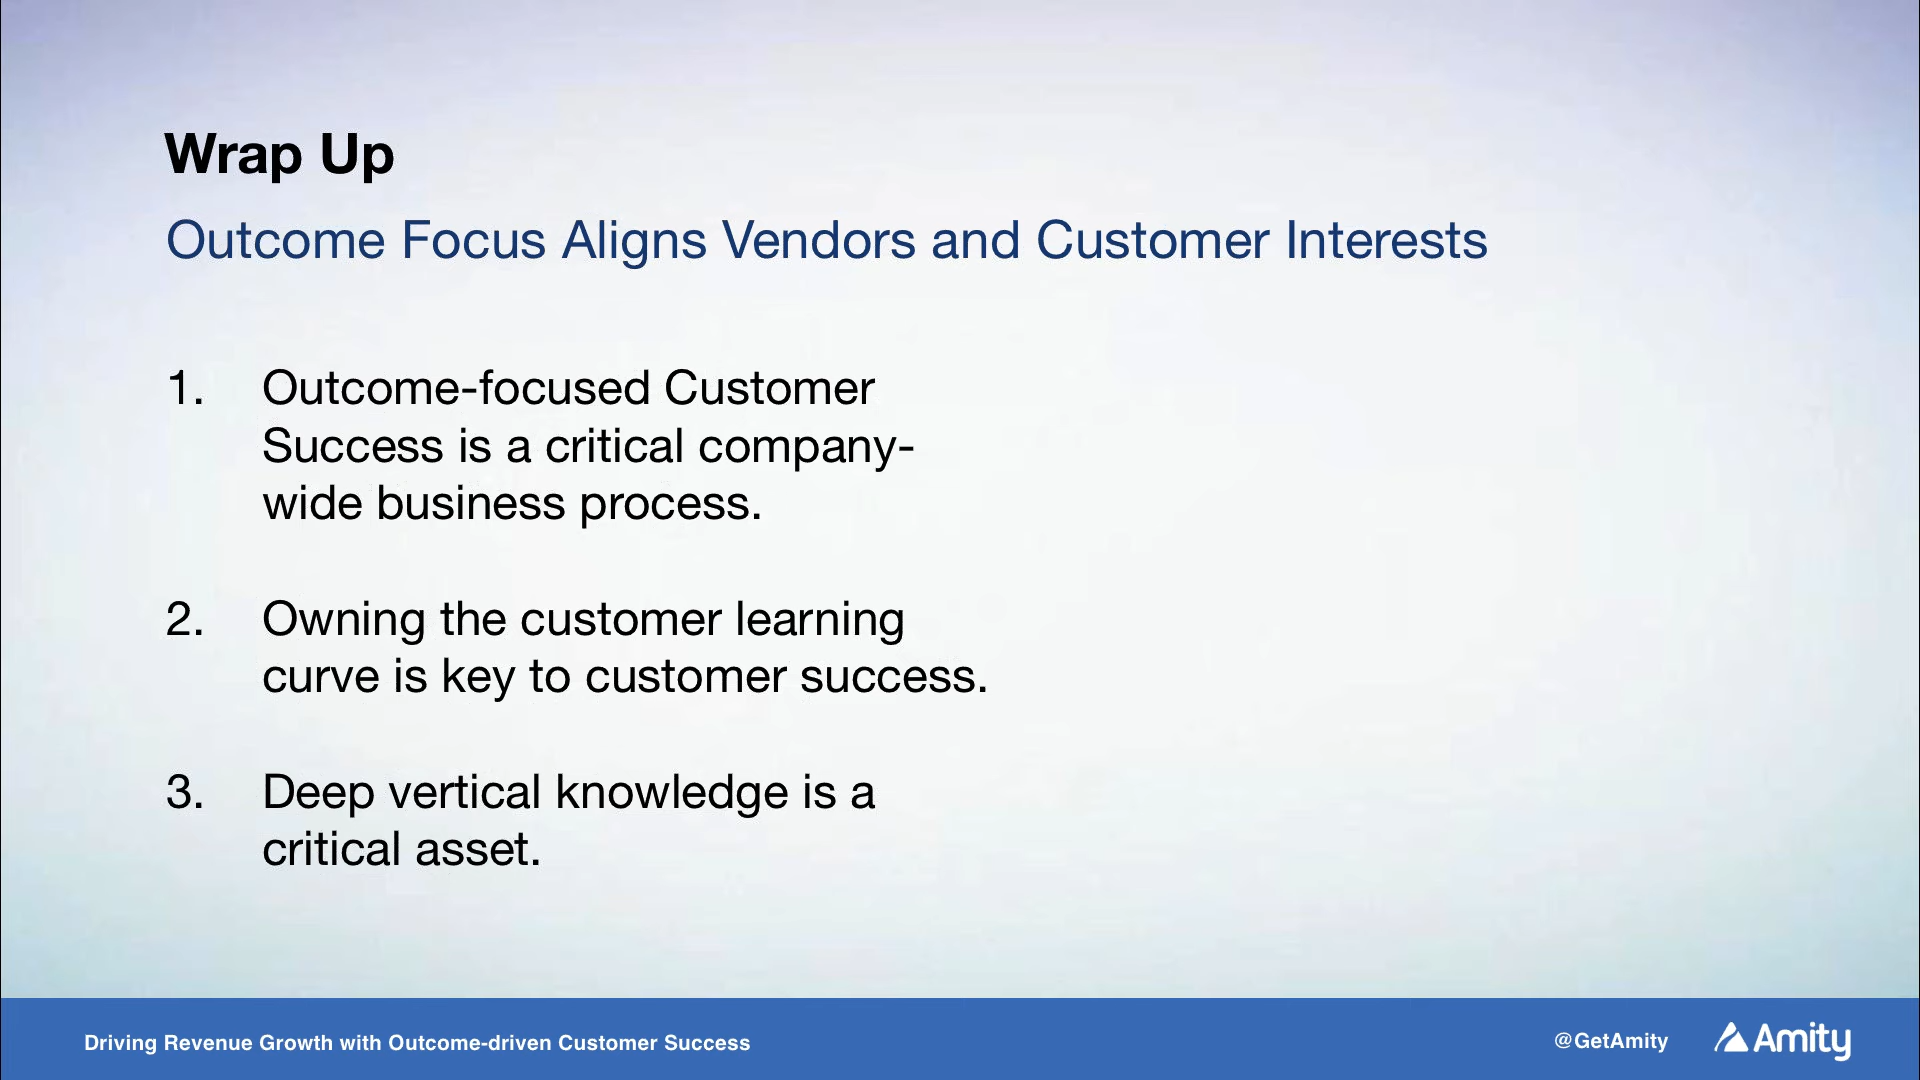 Wrap Up
Outcome Focus Aligns Vendors and Customer Interests
1. Outcome-focused Customer
Success is a critical company-
wide business process.
2. Owning the customer learning
curve is key to customer success.
3. Deep vertical knowledge is a
critical asset.
Driving Revenue Growth with Outcome-driven Customer Success
@GetAmity
Amity